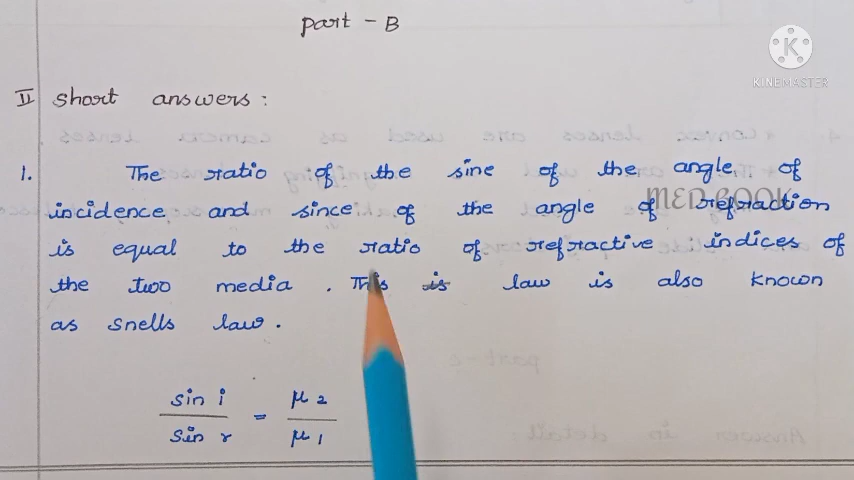 part - B
K
KINEMASTER
II short answers:
1. The ratio of the sine of the angle of
MED BOOK
incidence and since of the angle of refraction
is equal to the ratio of refractive indices of
the two media. This is law is also known
as snells law.
sin i / sin r = μ2 / μ1